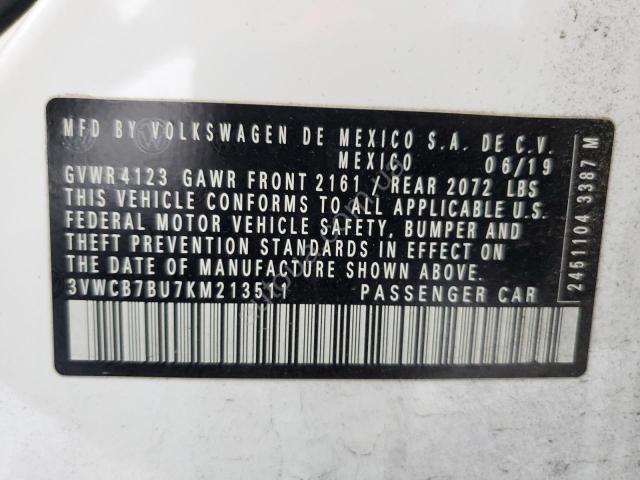 MFD BY VOLKSWAGEN DE MEXICO S.A. DE C.V.
MEXICO 06/19
GVWR 4123 GAWR FRONT 2161 / REAR 2072 LBS
THIS VEHICLE CONFORMS TO ALL APPLICABLE U.S.
FEDERAL MOTOR VEHICLE SAFETY, BUMPER AND
THEFT PREVENTION STANDARDS IN EFFECT ON
THE DATE OF MANUFACTURE SHOWN ABOVE.
PASSENGER CAR
2451104 3387 M